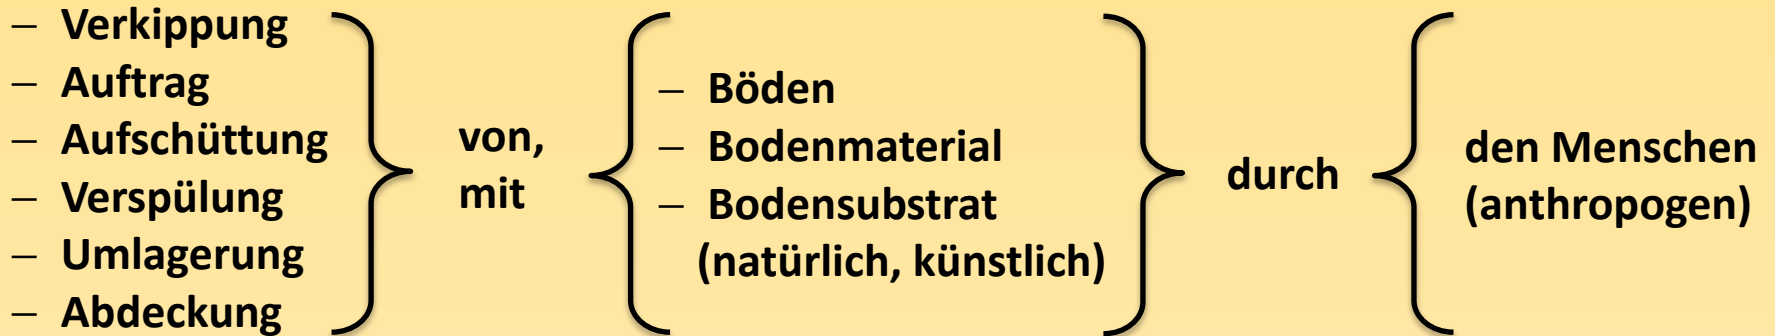 – Verkippung
– Auftrag
– Aufschüttung
– Verspülung
– Umlagerung
– Abdeckung
von,
mit
– Böden
– Bodenmaterial
– Bodensubstrat
(natürlich, künstlich)
durch
den Menschen
(anthropogen)